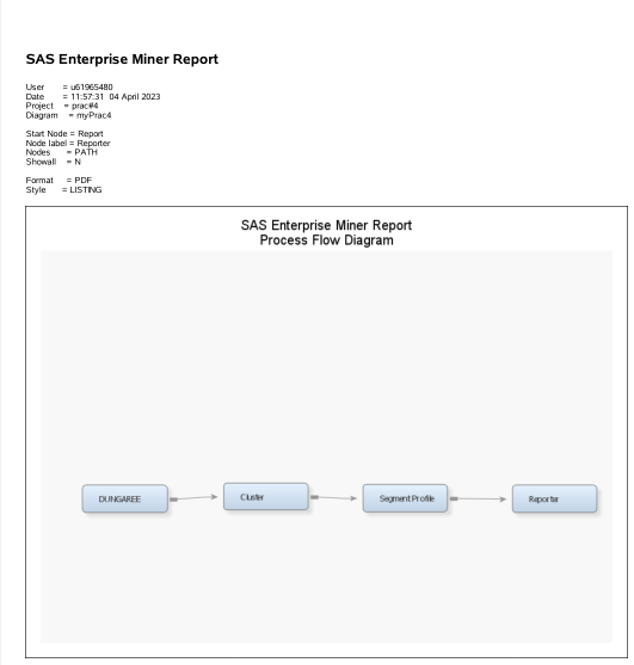 SAS Enterprise Miner Report
User = u61965480
Date = 11:57:31 04 April 2023
Project = prac#4
Diagram = myPrac4
Start Node = Report
Node label = Reporter
Nodes = PATH
Showall = N
Format = PDF
Style = LISTING
SAS Enterprise Miner Report
Process Flow Diagram
DUNGAREE
Cluster
Segment Profile
Reporter